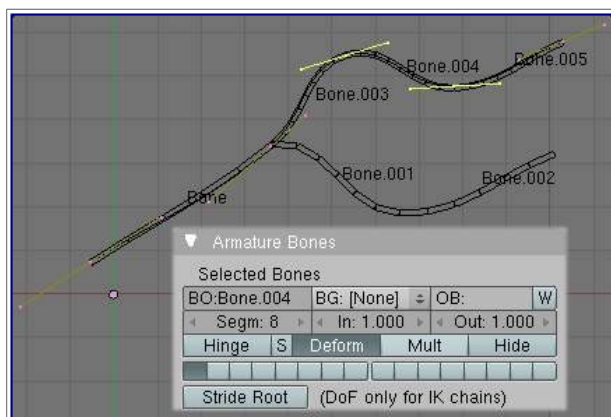 Bone.005
Bone.004
Bone.003
Bone.001
Bone.002
Bone
Armature Bones
Selected Bones
BO:Bone.004 BG: [None] OB: W
Segm: 8 In: 1.000 Out: 1.000
Hinge S Deform Mult Hide
Stride Root (DoF only for IK chains)